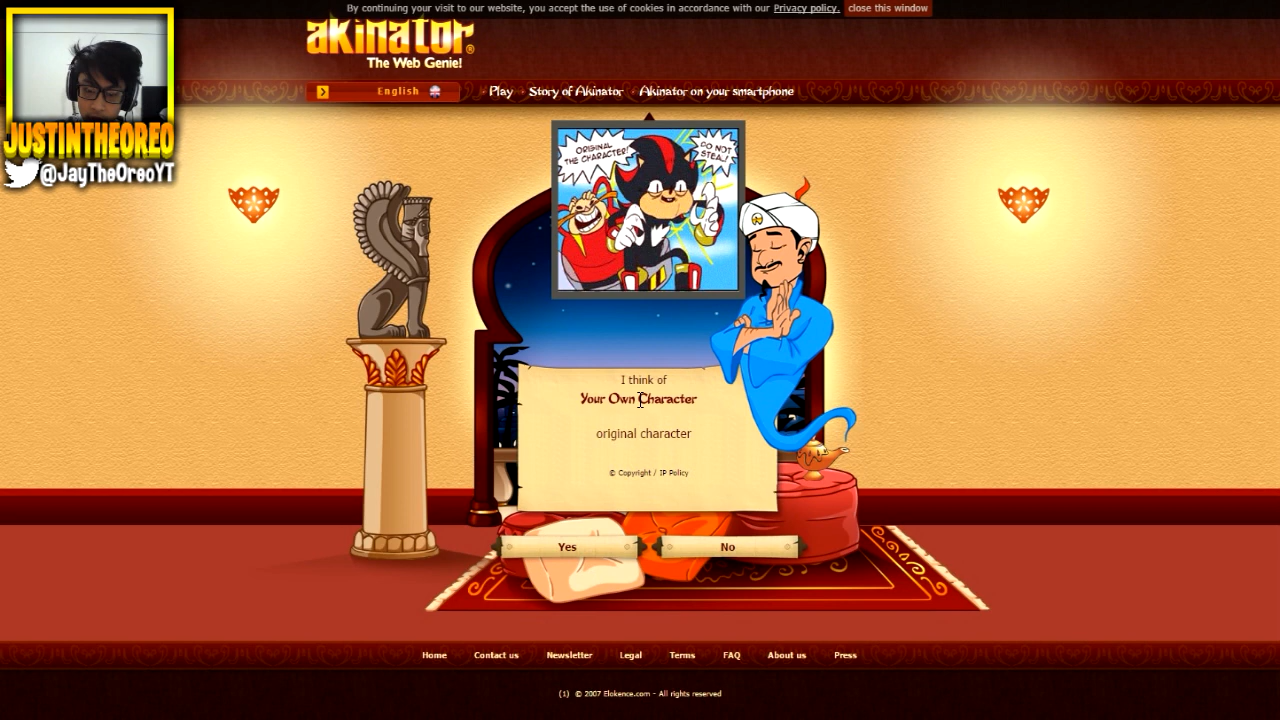 By continuing your visit to our website, you accept the use of cookies in accordance with our Privacy policy. close this window
akinator®
The Web Genie!
English
Play · Story of Akinator · Akinator on your smartphone
JUSTINTHEOREO
@JayTheOreoYT
ORIGINAL
THE CHARACTER!
DO NOT
STEAL!
I think of
Your Own Character
original character
© Copyright / IP Policy
Yes
No
Home Contact us Newsletter Legal Terms FAQ About us Press
(1) © 2007 Elokence.com - All rights reserved